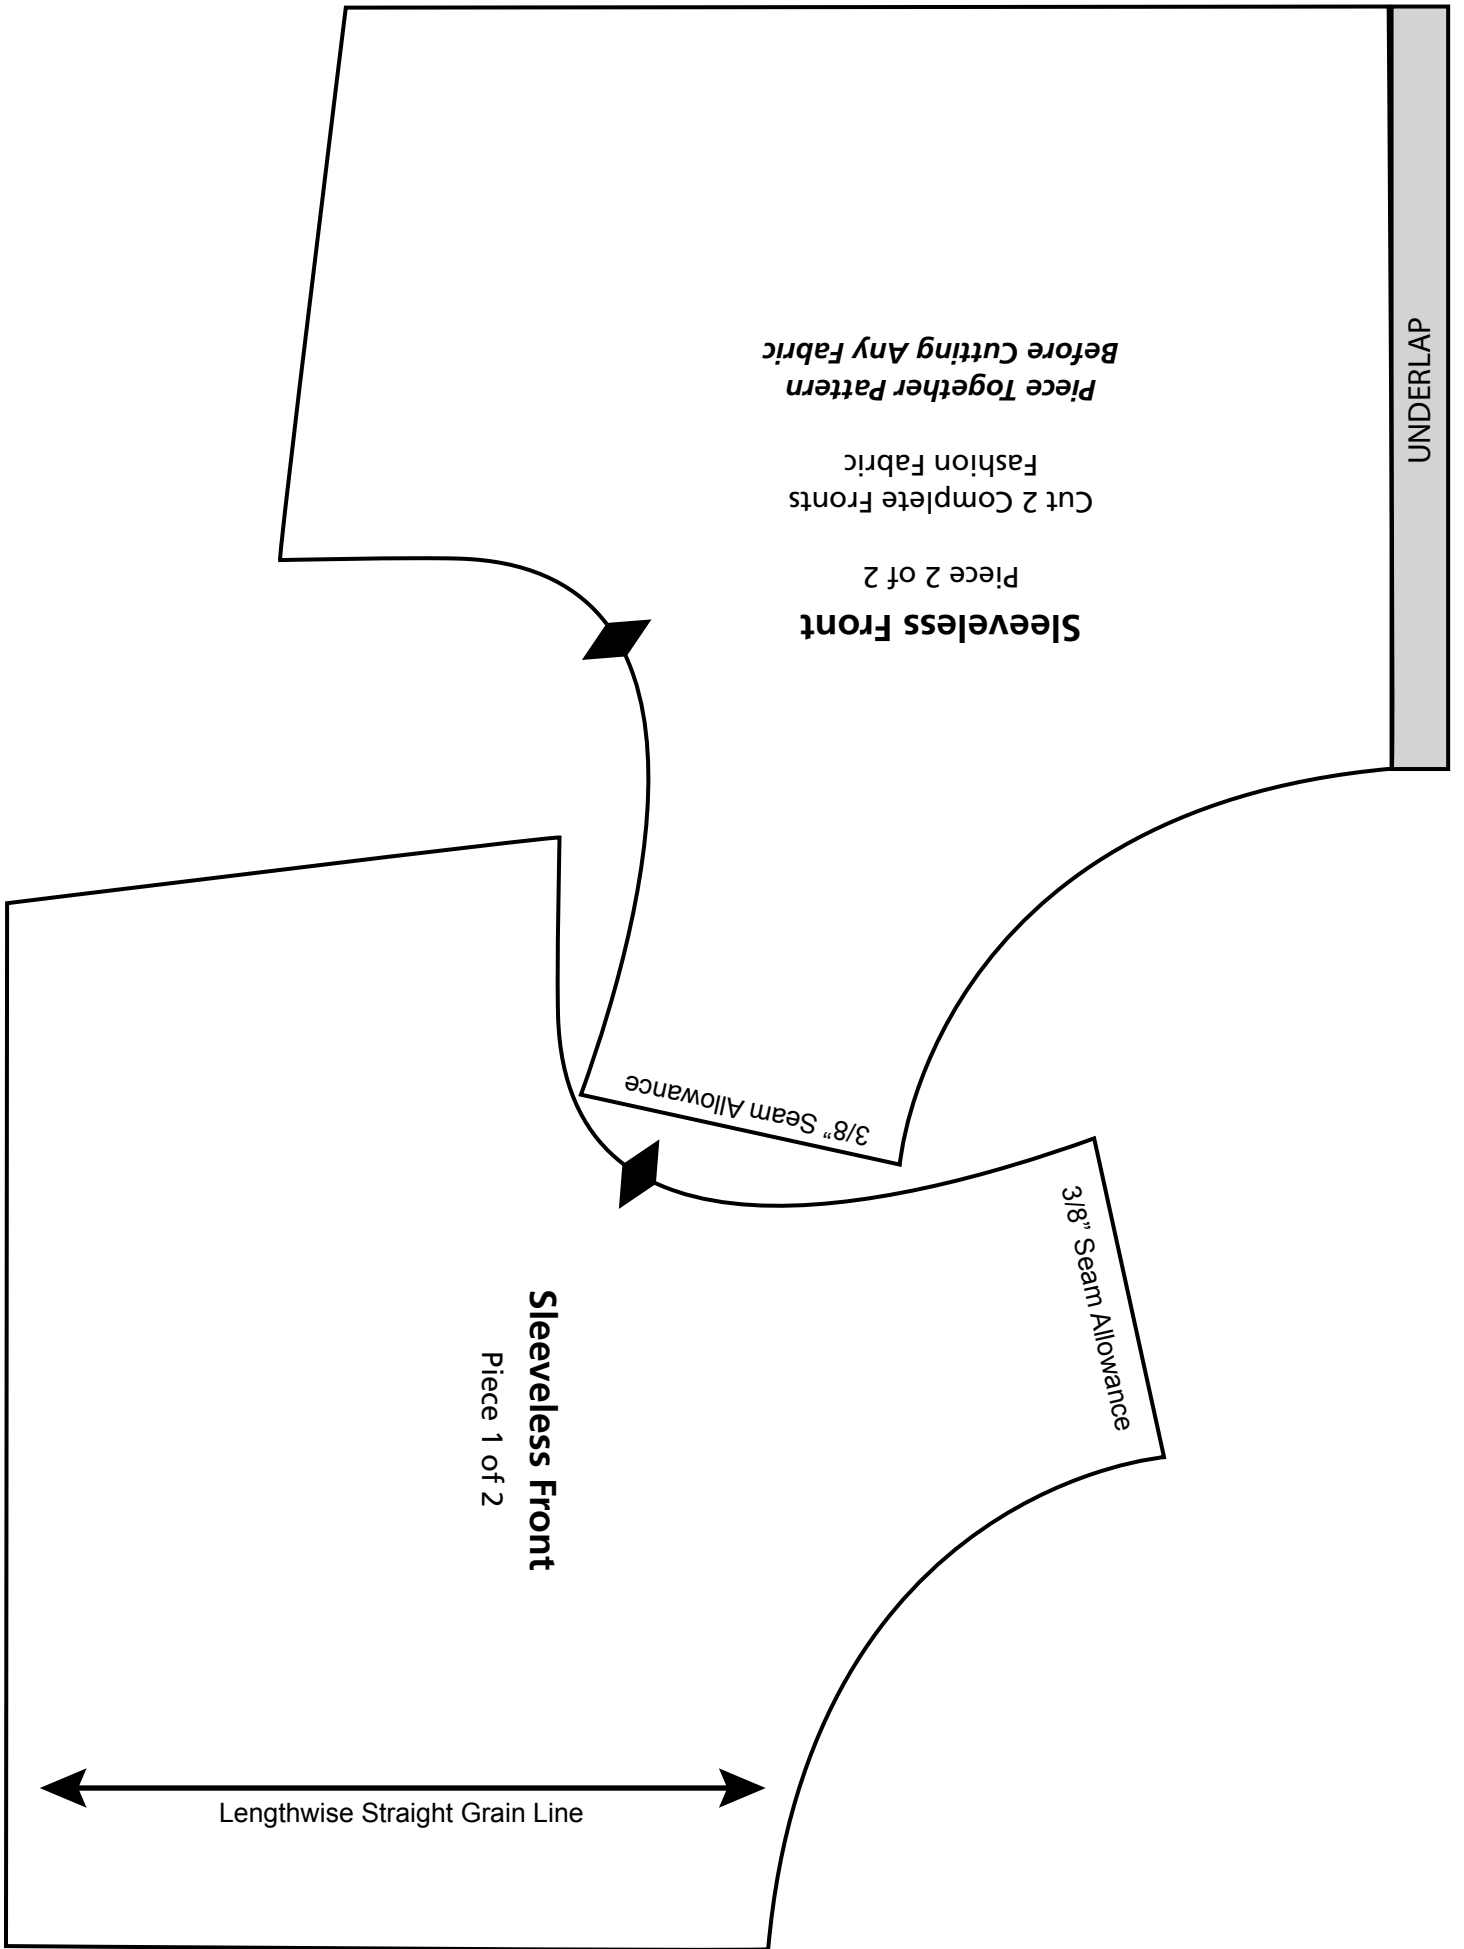 Sleeveless Front
Piece 2 of 2
Cut 2 Complete Fronts
Fashion Fabric
Piece Together Pattern
Before Cutting Any Fabric
UNDERLAP
3/8” Seam Allowance
3/8” Seam Allowance
Sleeveless Front
Piece 1 of 2
Lengthwise Straight Grain Line